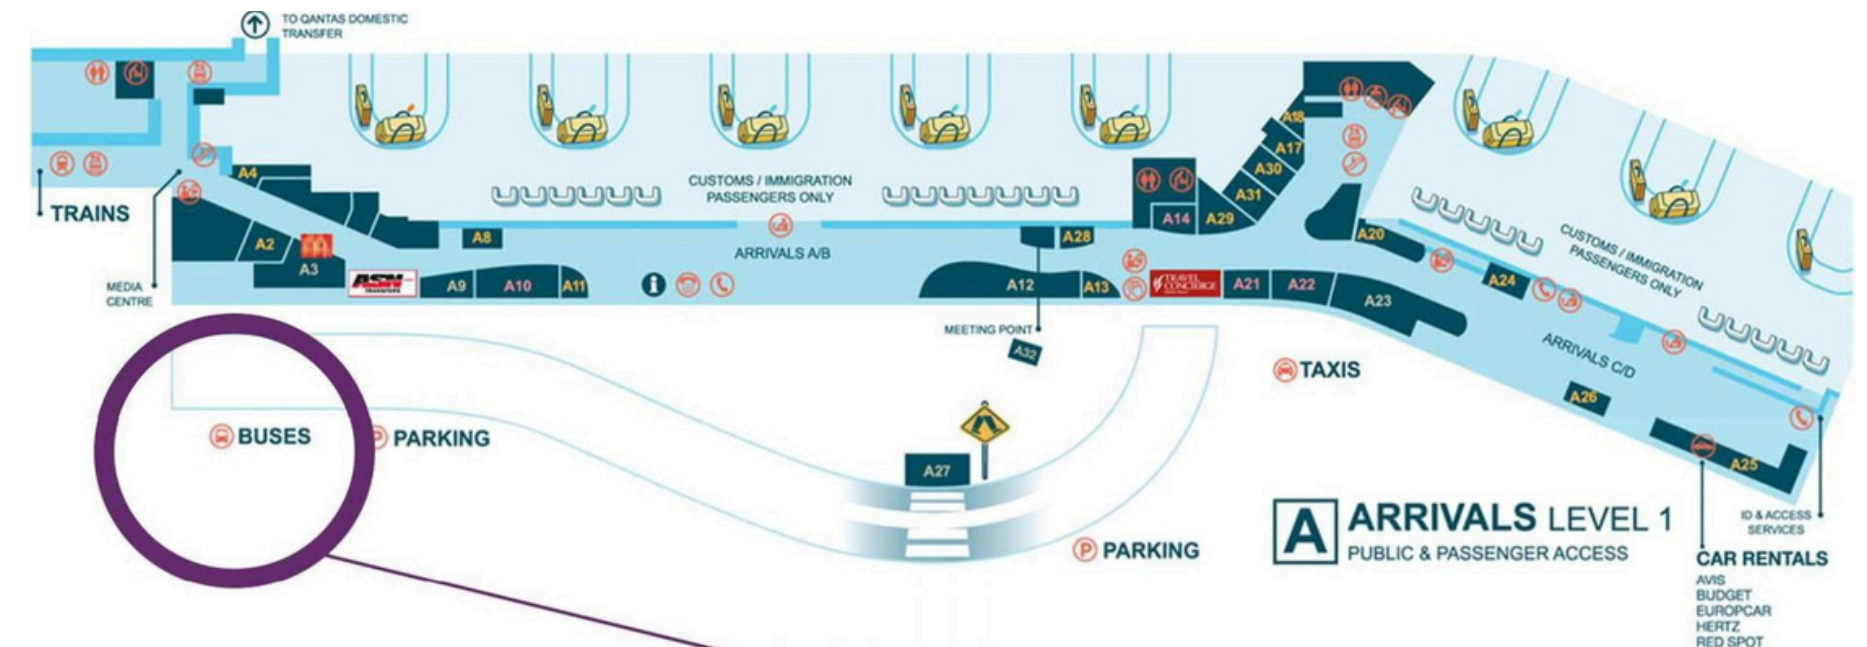 TO QANTAS DOMESTIC
TRANSFER
TRAINS
MEDIA
CENTRE
A4
A2
A3
ASN
TRANSFERS
A8
A9
A10
A11
i
CUSTOMS / IMMIGRATION
PASSENGERS ONLY
ARRIVALS A/B
A28
A12
A13
MEETING POINT
A32
A14
A29
A31
A30
A17
A18
TRAVEL
CONCIERGE
A21
A22
A23
A20
A24
CUSTOMS / IMMIGRATION
PASSENGERS ONLY
ARRIVALS C/D
A26
A25
TAXIS
BUSES
P PARKING
A27
P PARKING
A ARRIVALS LEVEL 1
PUBLIC & PASSENGER ACCESS
ID & ACCESS
SERVICES
CAR RENTALS
AVIS
BUDGET
EUROPCAR
HERTZ
RED SPOT